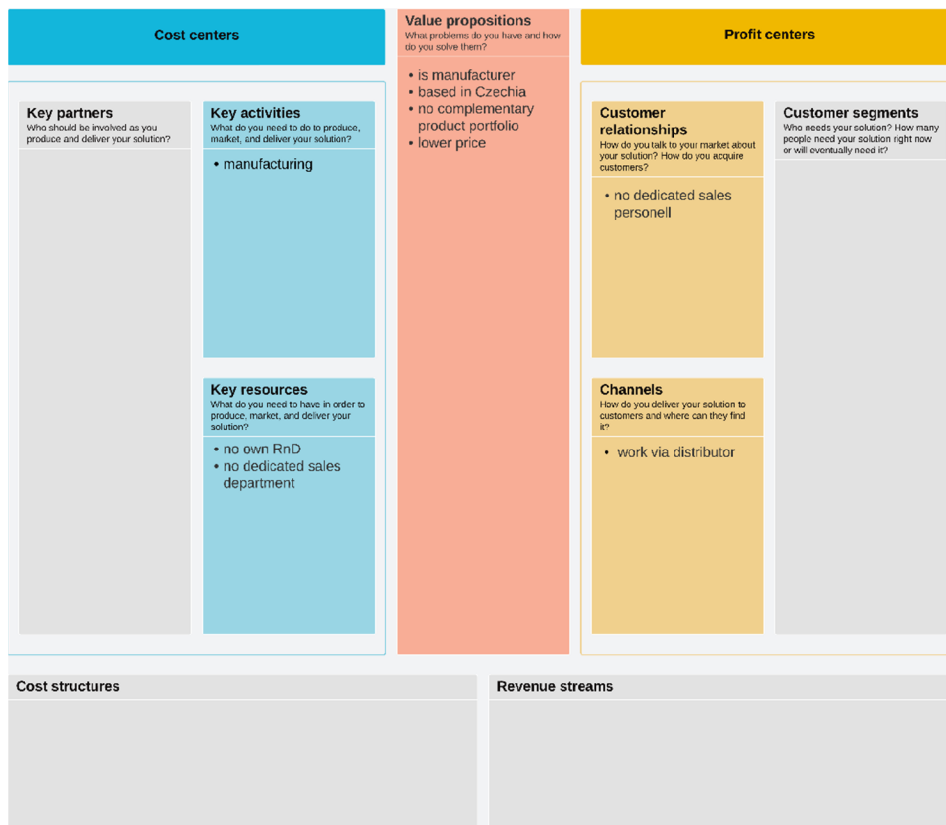 Cost centers
Key partners
Who should be involved as you
produce and deliver your solution?
Key activities
What do you need to do to produce,
market, and deliver your solution?
• manufacturing
Key resources
What do you need to have in order to
produce, market, and deliver your
solution?
• no own RnD
• no dedicated sales
department
Value propositions
What problems do you have and how
do you solve them?
• is manufacturer
• based in Czechia
• no complementary
product portfolio
• lower price
Profit centers
Customer
relationships
How do you talk to your market about
your solution? How do you acquire
customers?
• no dedicated sales
personell
Channels
How do you deliver your solution to
customers and where can they find
it?
• work via distributor
Customer segments
Who needs your solution? How many
people need your solution right now
or will eventually need it?
Cost structures
Revenue streams